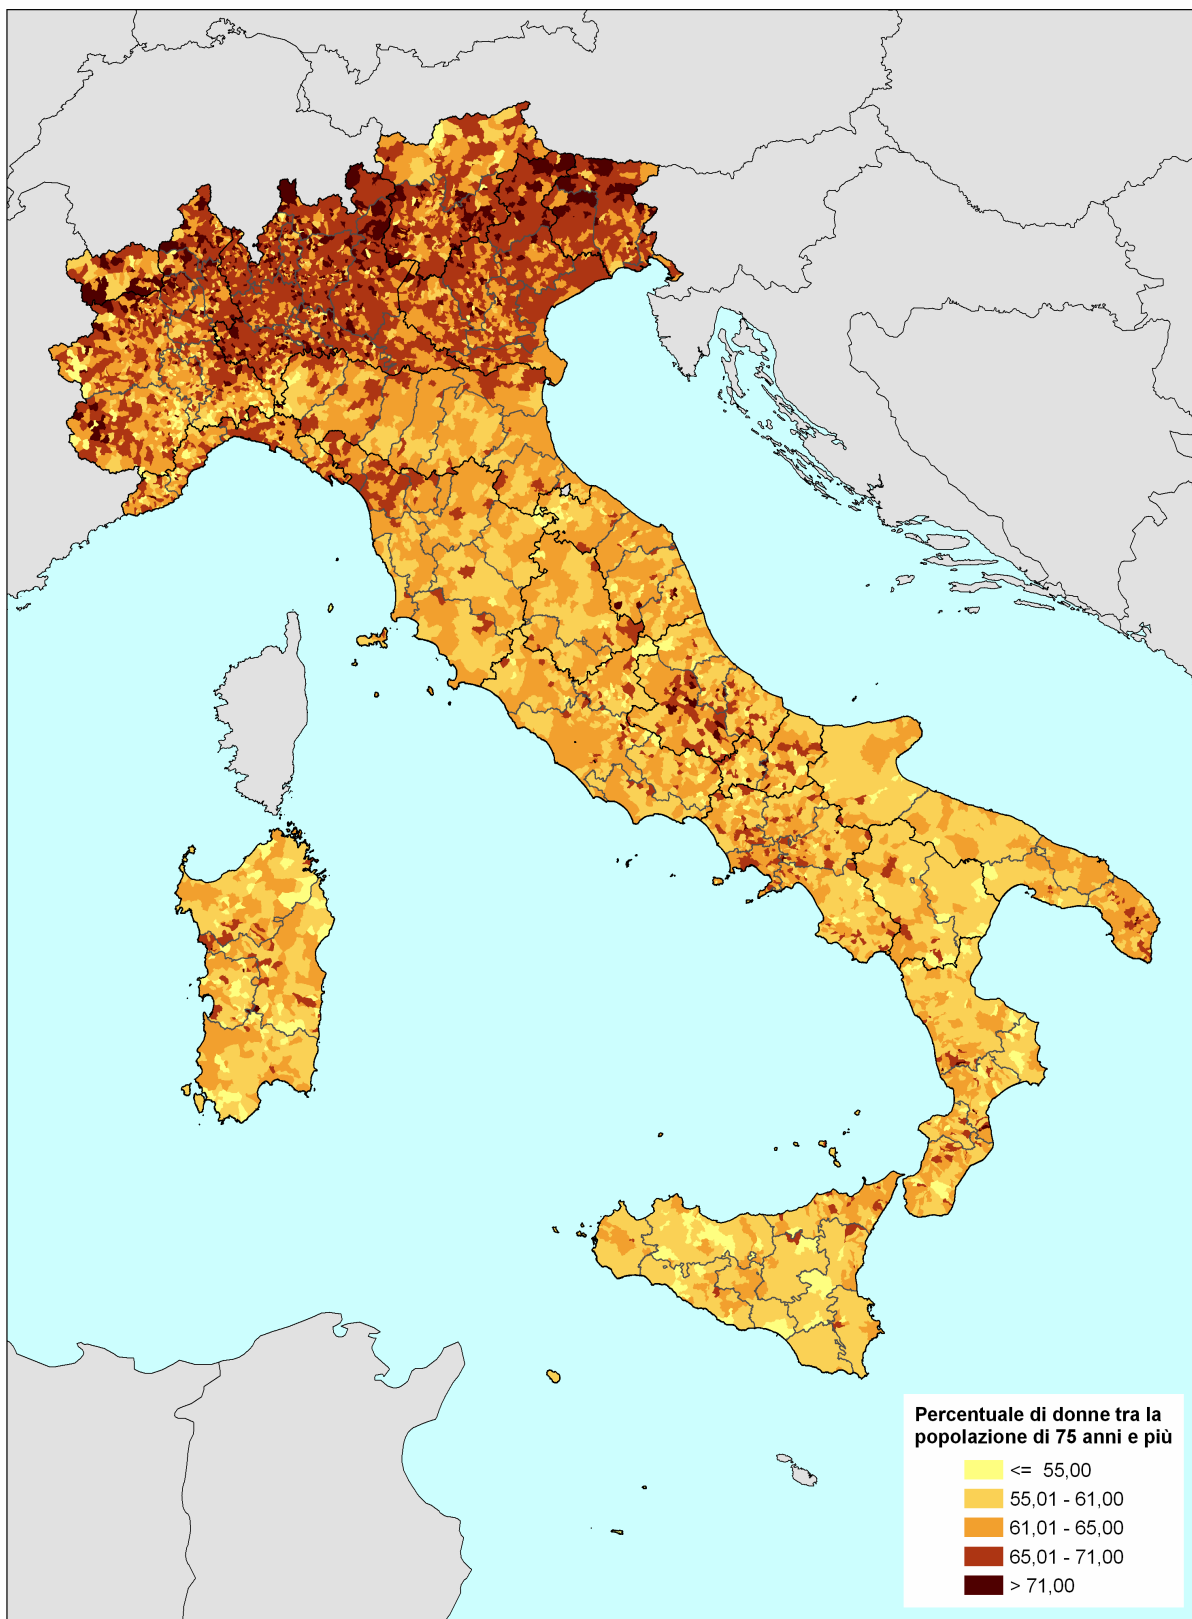 Percentuale di donne tra la
popolazione di 75 anni e più
<= 55,00
55,01 - 61,00
61,01 - 65,00
65,01 - 71,00
> 71,00